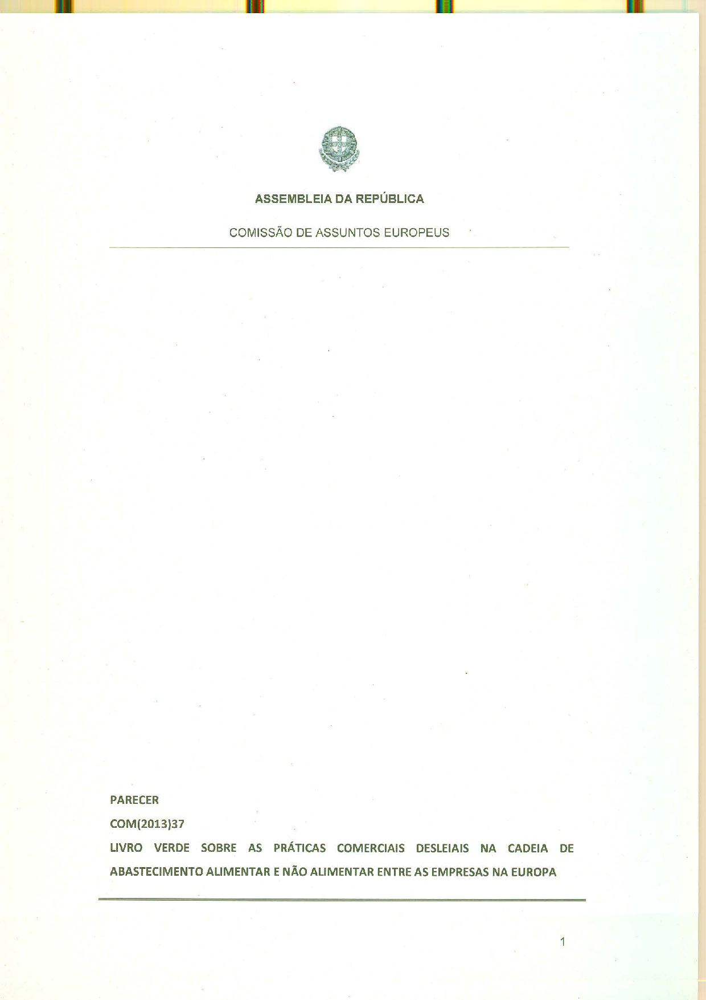 ASSEMBLEIA DA REPÚBLICA
COMISSÃO DE ASSUNTOS EUROPEUS
PARECER
COM(2013)37
LIVRO VERDE SOBRE AS PRÁTICAS COMERCIAIS DESLEIAIS NA CADEIA DE
ABASTECIMENTO ALIMENTAR E NÃO ALIMENTAR ENTRE AS EMPRESAS NA EUROPA
1